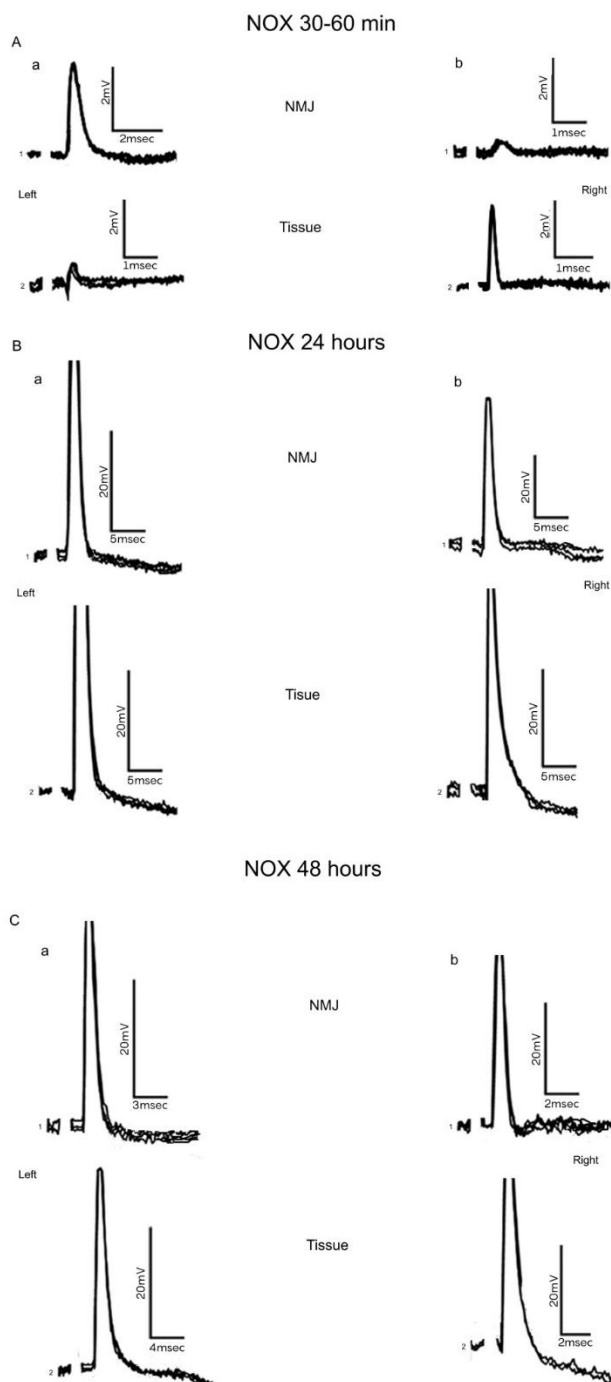 NOX 30-60 min
A
a
b
2mV
2msec
NMJ
2mV
1msec
1
1
Left
Right
2mV
1msec
Tissue
2mV
1msec
2
2
NOX 24 hours
B
a
b
20mV
5msec
NMJ
20mV
5msec
1
1
Left
Right
20mV
5msec
Tisue
20mV
5msec
2
2
NOX 48 hours
C
a
b
20mV
3msec
NMJ
20mV
2msec
1
1
Left
Right
20mV
4msec
Tissue
20mV
2msec
2
2